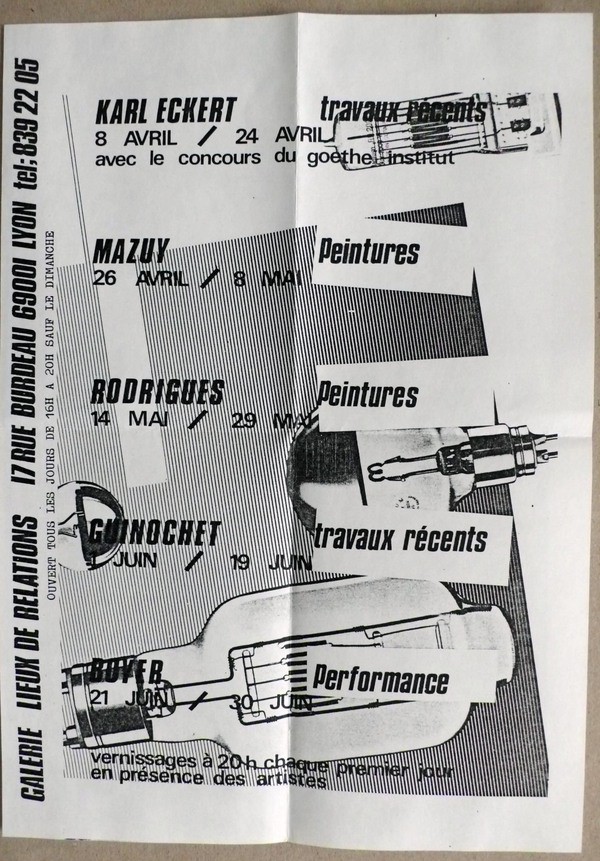 GALERIE LIEUX DE RELATIONS 17 RUE BURDEAU 69001 LYON tel; 839 22 05
OUVERT TOUS LES JOURS DE 16H A 20H SAUF LE DIMANCHE
KARL ECKERT travaux récents
8 AVRIL / 24 AVRIL
avec le concours du goethe institut
MAZUY Peintures
26 AVRIL / 8 MAI
RODRIGUES Peintures
14 MAI / 29 MAI
GUINOCHET travaux récents
JUIN / 19 JUIN
BOYER Performance
21 JUIN / 30 JUIN
vernissages à 20h chaque premier jour
en présence des artistes